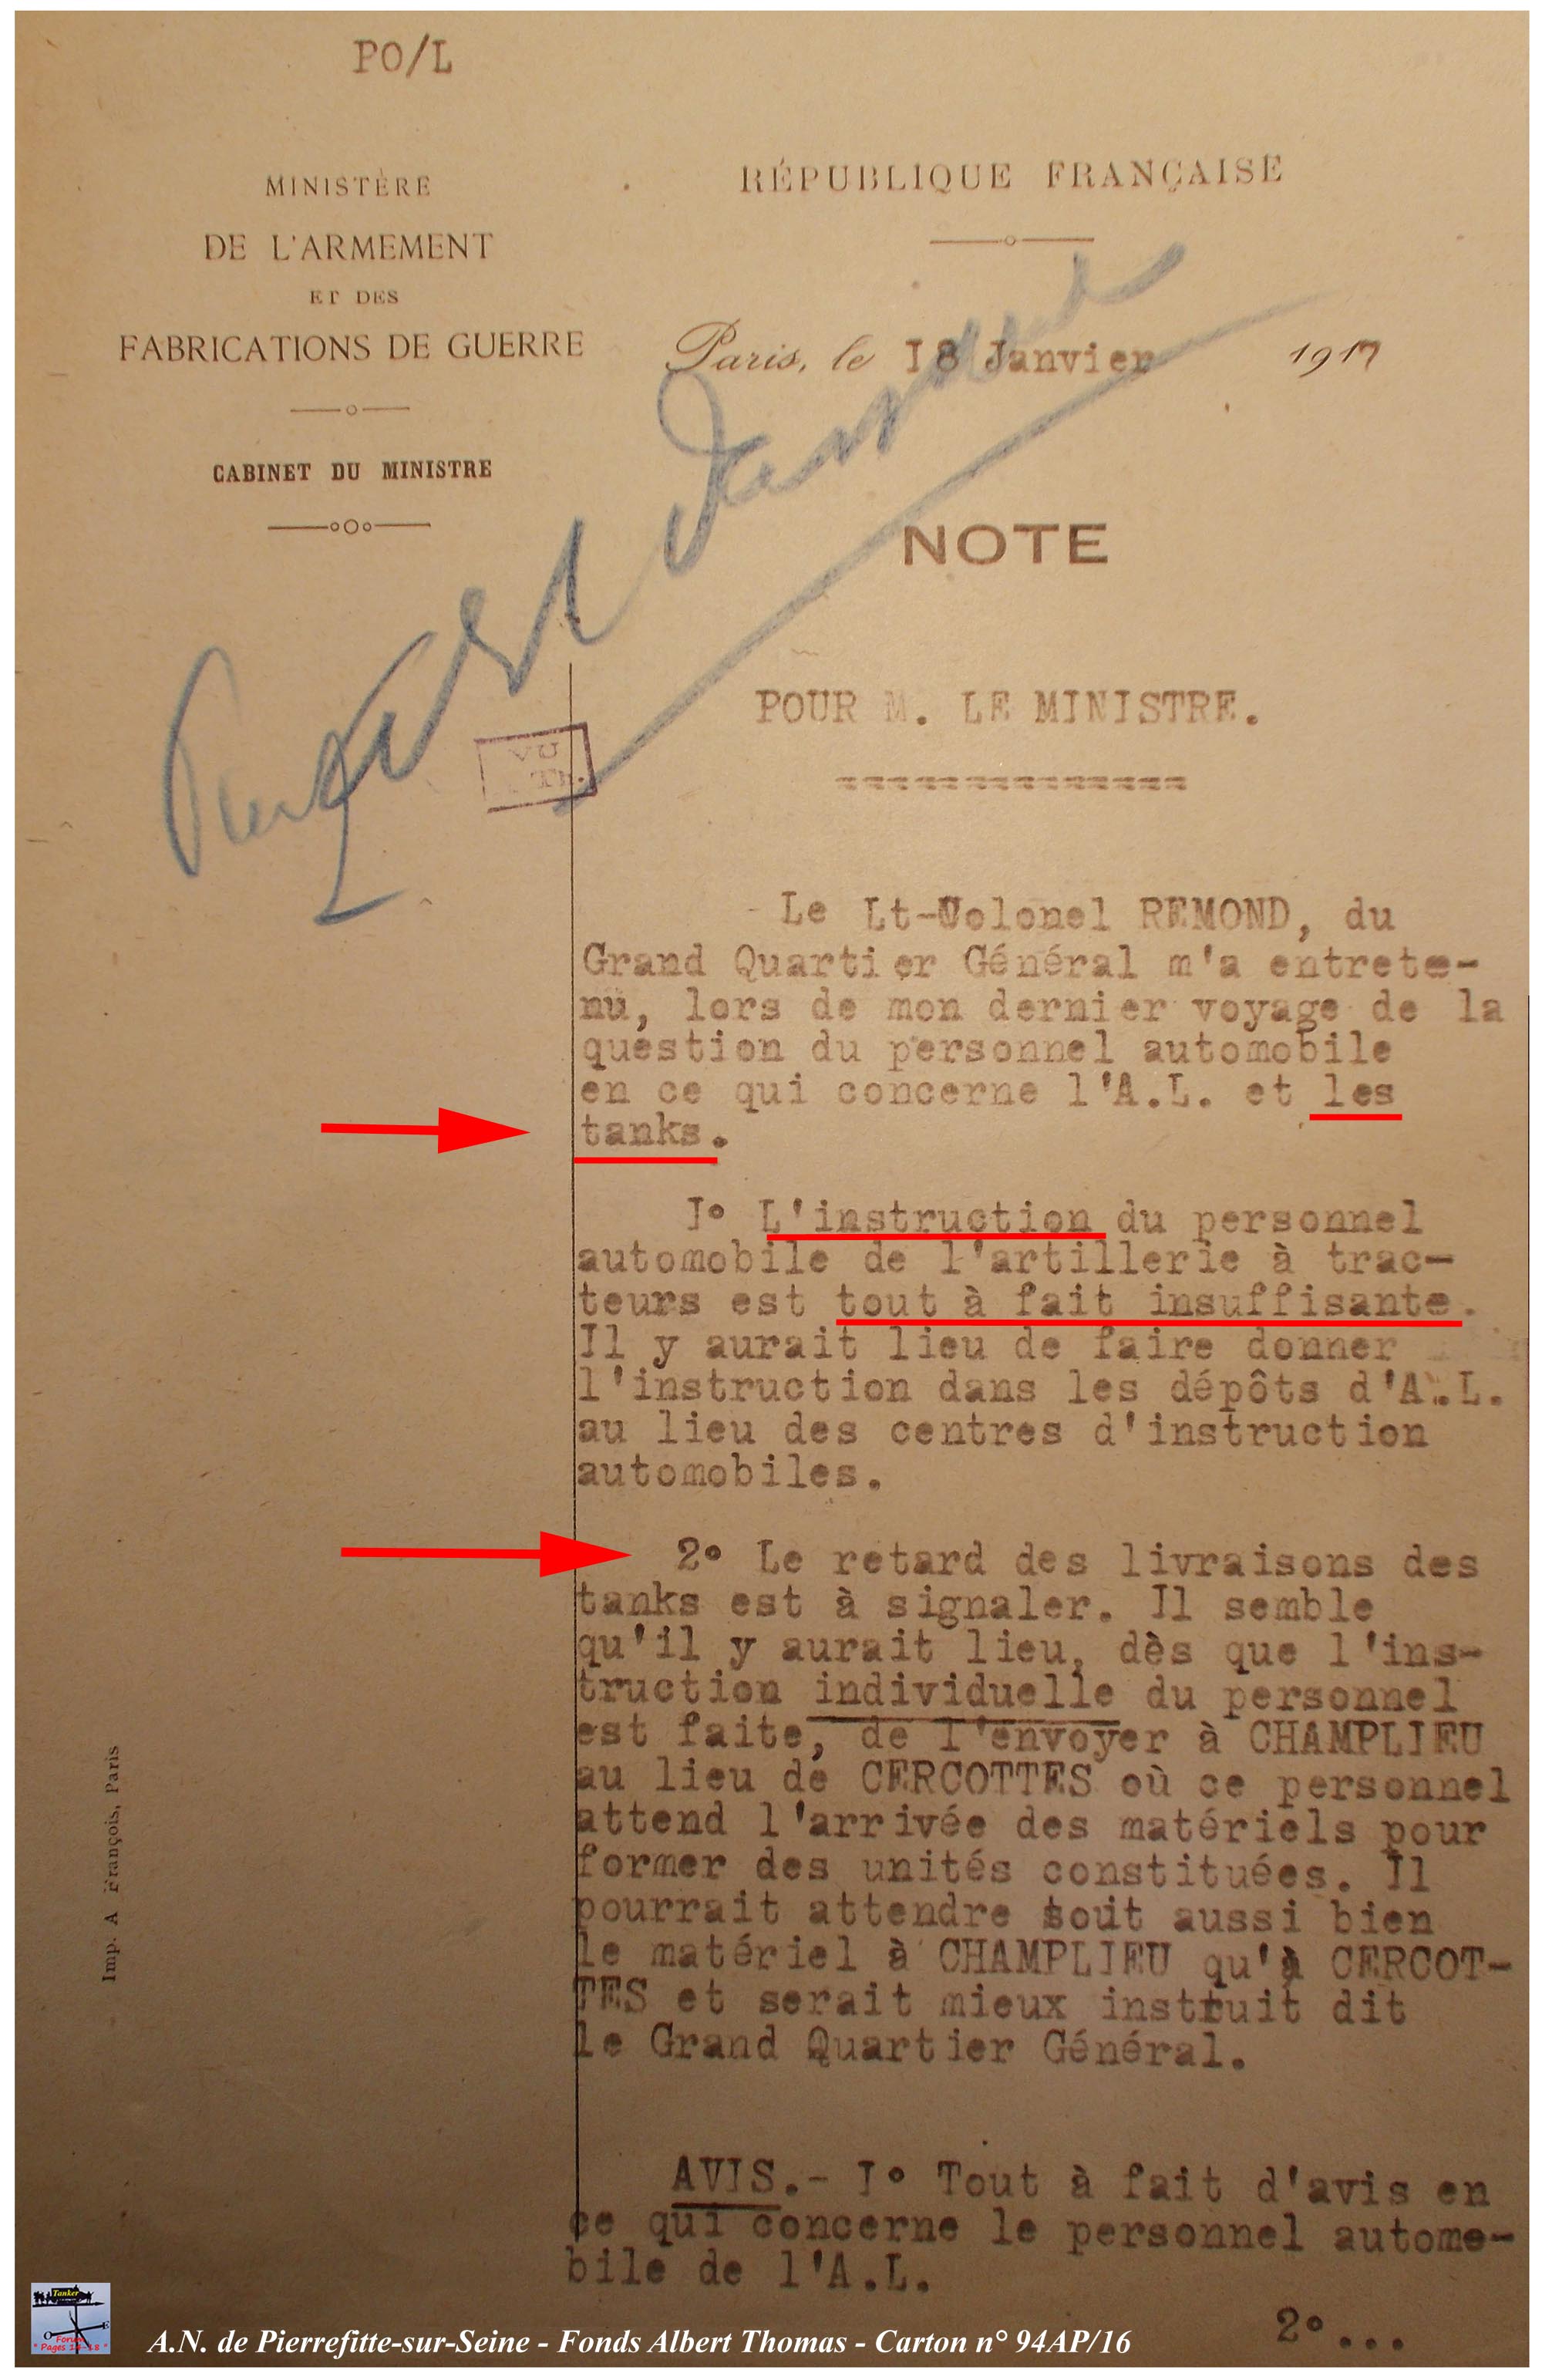 PO/L
MINISTÈRE
DE L'ARMEMENT
ET DES
FABRICATIONS DE GUERRE
CABINET DU MINISTRE
RÉPUBLIQUE FRANÇAISE
Paris, le 18 Janvier 1917
NOTE
POUR M. LE MINISTRE.
VU
Th.
Le Lt-Colonel REMOND, du
Grand Quartier Général m'a entrete-
nu, lors de mon dernier voyage de la
question du personnel automobile
en ce qui concerne l'A.L. et les
tanks.
I° L'instruction du personnel
automobile de l'artillerie à trac-
teurs est tout à fait insuffisante.
Il y aurait lieu de faire donner
l'instruction dans les dépôts d'A.L.
au lieu des centres d'instruction
automobiles.
2° Le retard des livraisons des
tanks est à signaler. Il semble
qu'il y aurait lieu, dès que l'ins-
truction individuelle du personnel
est faite, de l'envoyer à CHAMPLIEU
au lieu de CERCOTTES où ce personnel
attend l'arrivée des matériels pour
former des unités constituées. Il
pourrait attendre tout aussi bien
le matériel à CHAMPLIEU qu'à CERCOT-
TES et serait mieux instruit dit
le Grand Quartier Général.
AVIS.- I° Tout à fait d'avis en
ce qui concerne le personnel automo-
bile de l'A.L.
2°...
Imp. A François, Paris
Tanker
Forum
" Pages 14-18 "
A.N. de Pierrefitte-sur-Seine - Fonds Albert Thomas - Carton n° 94AP/16